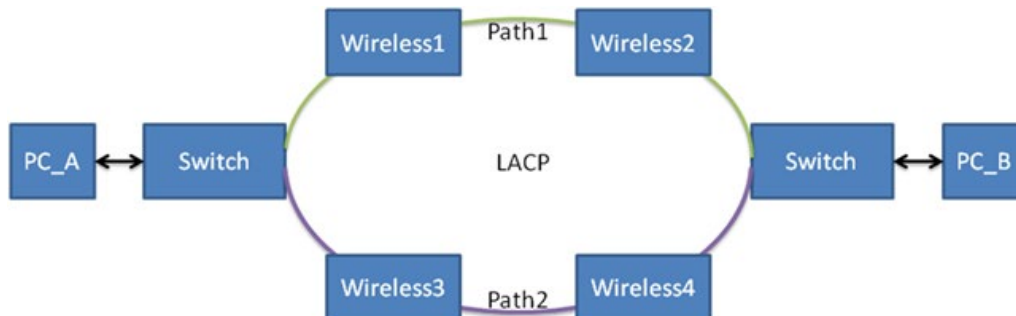 Wireless1
Path1
Wireless2
PC_A
Switch
LACP
Switch
PC_B
Wireless3
Path2
Wireless4